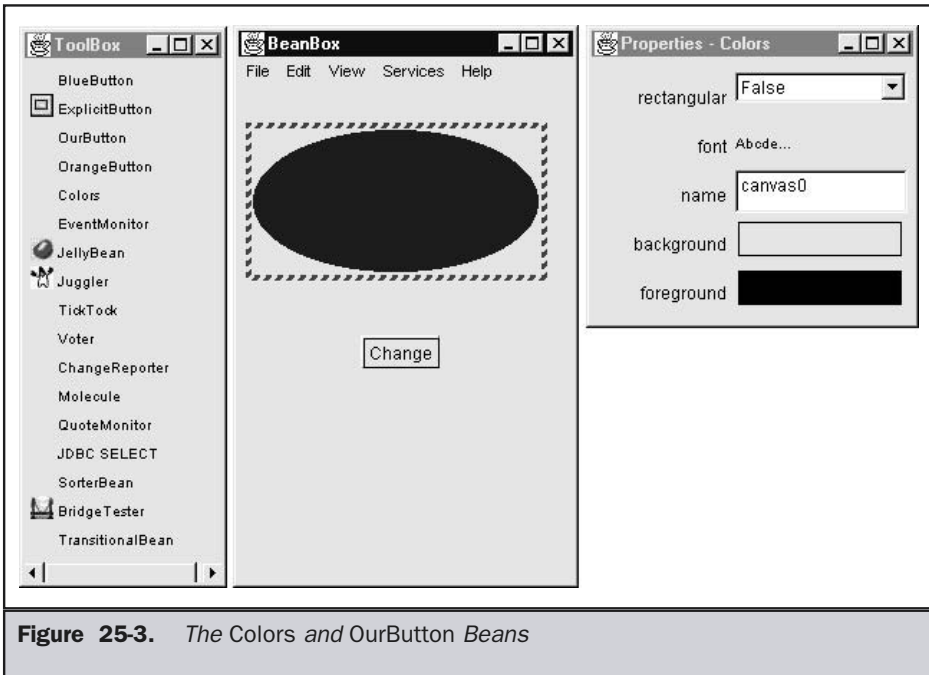 ToolBox
BlueButton
ExplicitButton
OurButton
OrangeButton
Colors
EventMonitor
JellyBean
Juggler
TickTock
Voter
ChangeReporter
Molecule
QuoteMonitor
JDBC SELECT
SorterBean
BridgeTester
TransitionalBean
BeanBox
File Edit View Services Help
Change
Properties - Colors
rectangular False
font Abcde...
name canvas0
background
foreground
Figure 25-3. The Colors and OurButton Beans